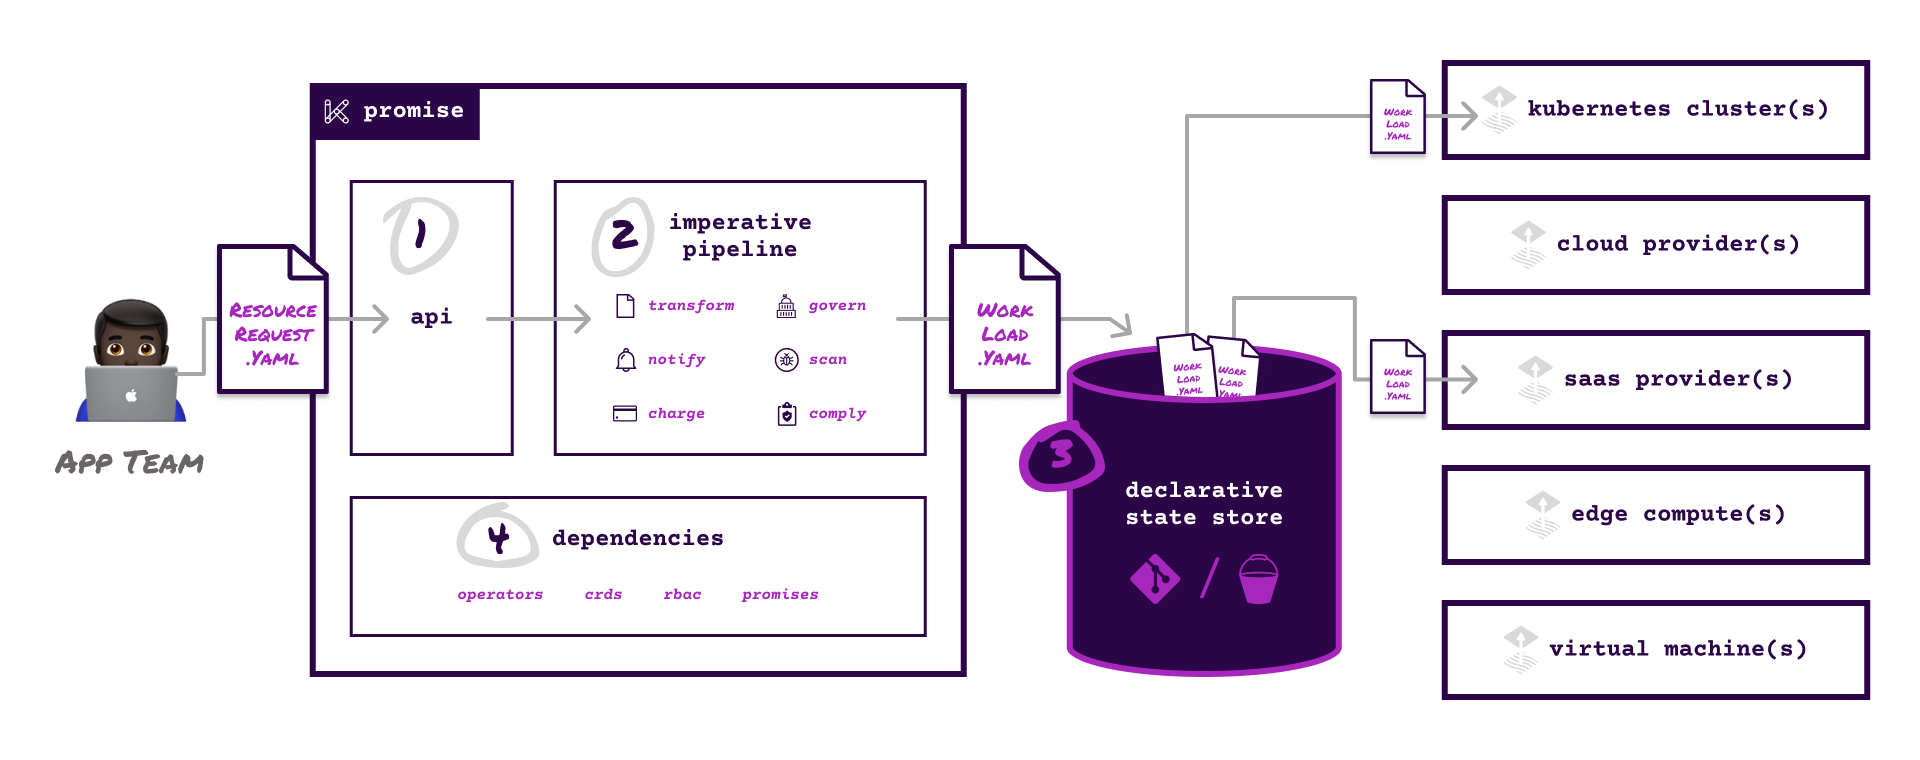 promise
1
api
2
imperative
pipeline
transform
govern
notify
scan
charge
comply
Resource
Request
.Yaml
App Team
4
dependencies
operators
crds
rbac
promises
Work
Load
.Yaml
Work
Load
.Yaml
Work
Load
.Yaml
3
declarative
state store
/
Work
Load
.Yaml
kubernetes cluster(s)
cloud provider(s)
Work
Load
.Yaml
saas provider(s)
edge compute(s)
virtual machine(s)